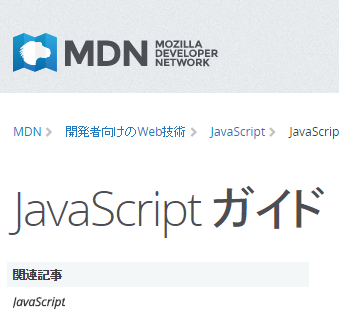 MDN MOZILLA
DEVELOPER
NETWORK
MDN > 開発者向けのWeb技術 > JavaScript > JavaScrip
JavaScript ガイド
関連記事
JavaScript